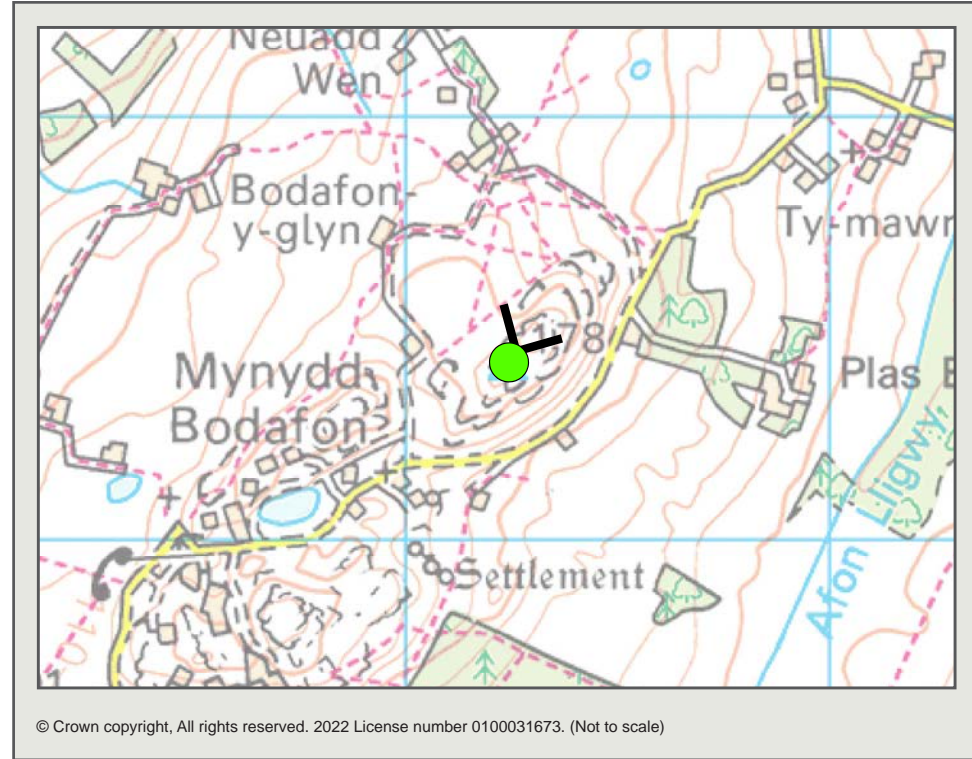 Neuadd
Wen
Bodafon-
y-glyn
Ty-mawr
178
Mynydd
Bodafon
Plas
Afon Lligwy
Settlement
© Crown copyright, All rights reserved. 2022 License number 0100031673. (Not to scale)